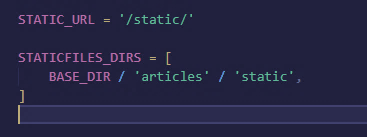 STATIC_URL = '/static/'
STATICFILES_DIRS = [
    BASE_DIR / 'articles' / 'static',
]